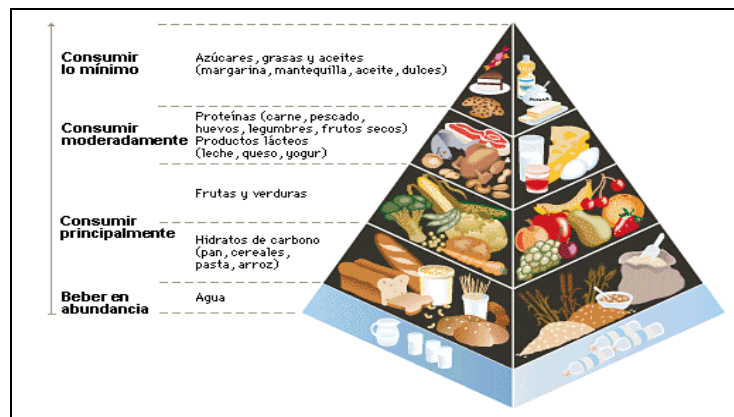 Consumir
lo mínimo
Azúcares, grasas y aceites
(margarina, mantequilla, aceite, dulces)
Consumir
moderadamente
Proteínas (carne, pescado,
huevos, legumbres, frutos secos)
Productos lácteos
(leche, queso, yogur)
Frutas y verduras
Consumir
principalmente
Hidratos de carbono
(pan, cereales,
pasta, arroz)
Beber en
abundancia
Agua
SUGAR